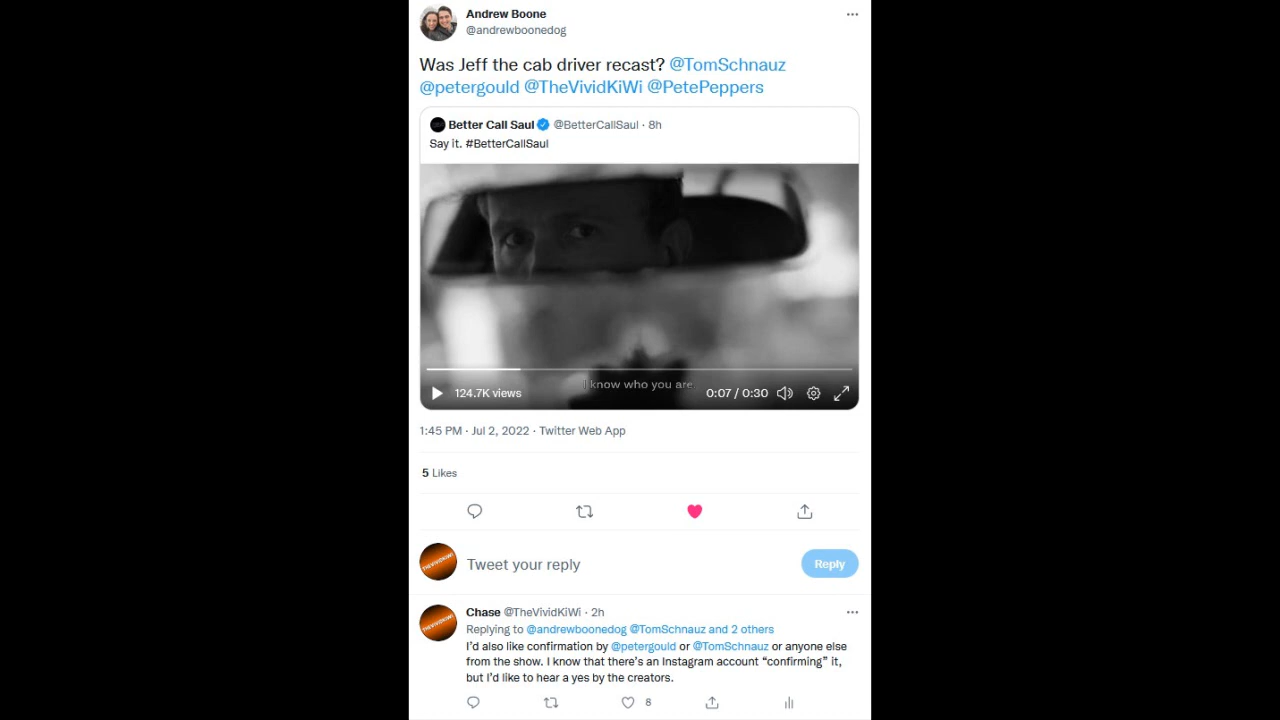 Andrew Boone
@andrewboonedog
Was Jeff the cab driver recast? @TomSchnauz
@petergould @TheVividKiWi @PetePeppers
Better Call Saul @BetterCallSaul · 8h
Say it. #BetterCallSaul
I know who you are
124.7K views 0:07 / 0:30
1:45 PM · Jul 2, 2022 · Twitter Web App
5 Likes
THEVIVIDKIWI
Tweet your reply
Reply
THEVIVIDKIWI
Chase @TheVividKiWi · 2h
Replying to @andrewboonedog @TomSchnauz and 2 others
I'd also like confirmation by @petergould or @TomSchnauz or anyone else
from the show. I know that there's an Instagram account “confirming” it,
but I'd like to hear a yes by the creators.
8